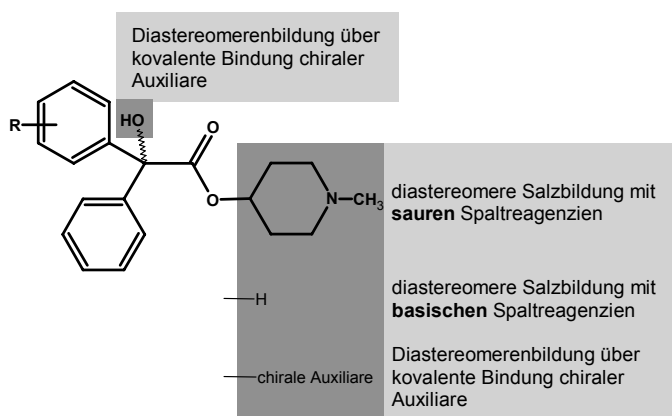 Diastereomerenbildung über
kovalente Bindung chiraler
Auxiliare
HO
R
O
O
N
CH3
diastereomere Salzbildung mit
sauren Spaltreagenzien
H
diastereomere Salzbildung mit
basischen Spaltreagenzien
chirale Auxiliare
Diastereomerenbildung über
kovalente Bindung chiraler
Auxiliare